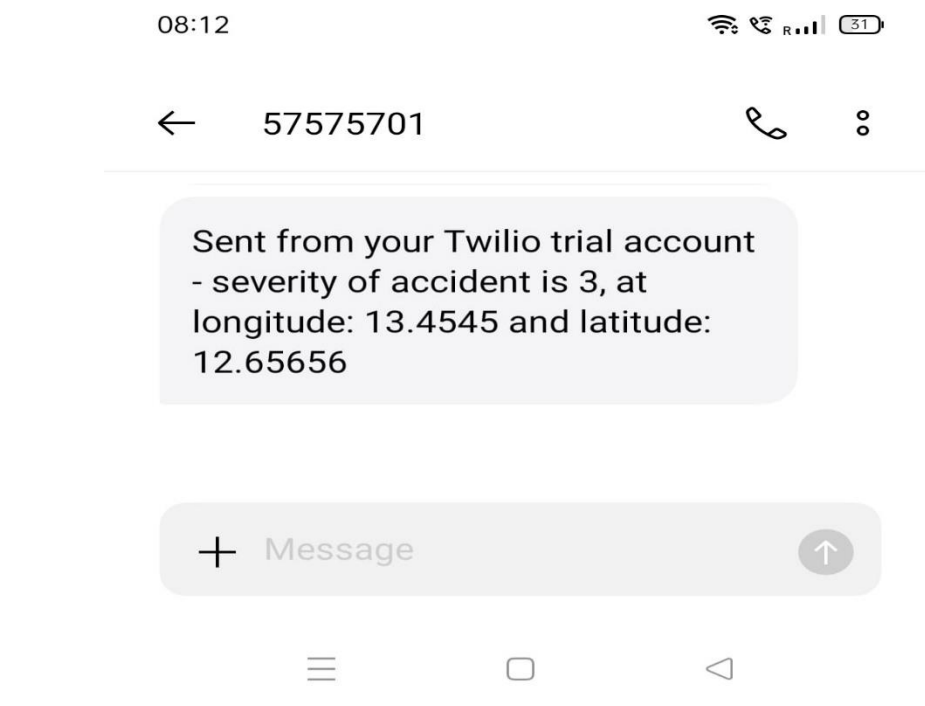 08:12
R 31
57575701
Sent from your Twilio trial account
- severity of accident is 3, at
longitude: 13.4545 and latitude:
12.65656
Message